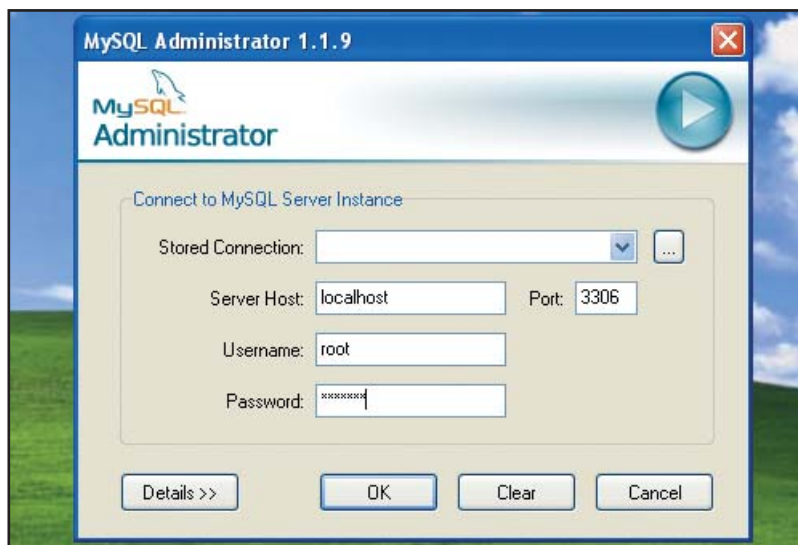 MySQL Administrator 1.1.9
MySQL
Administrator
Connect to MySQL Server Instance
Stored Connection:
...
Server Host: localhost Port: 3306
Username: root
Password: *******
Details >> OK Clear Cancel